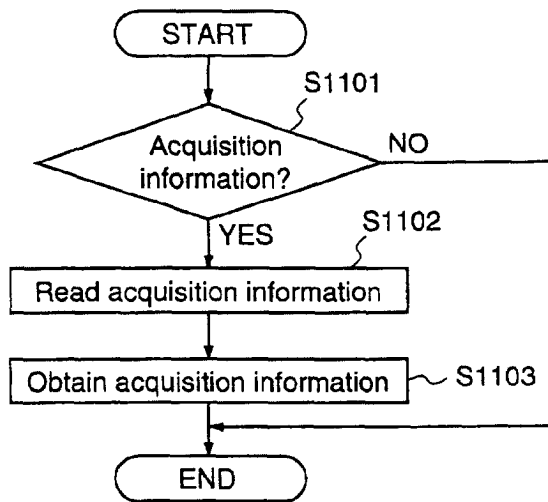 START
S1101
Acquisition
information?
NO
YES
S1102
Read acquisition information
Obtain acquisition information
S1103
END